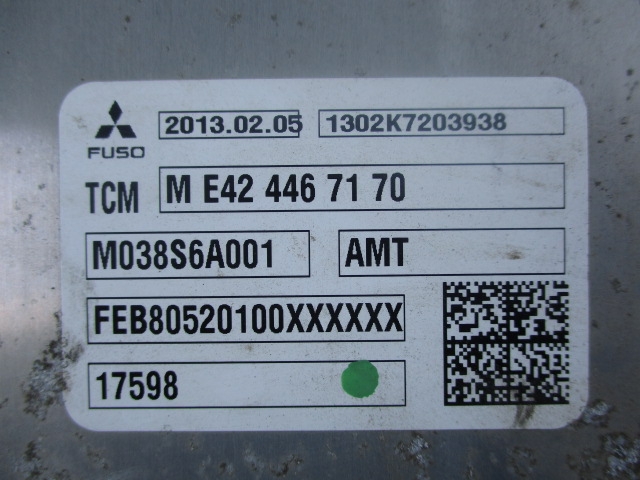 2013.02.05 1302K7203938
FUSO
TCM M E42 446 71 70
M038S6A001 AMT
FEB80520100XXXXXX
17598